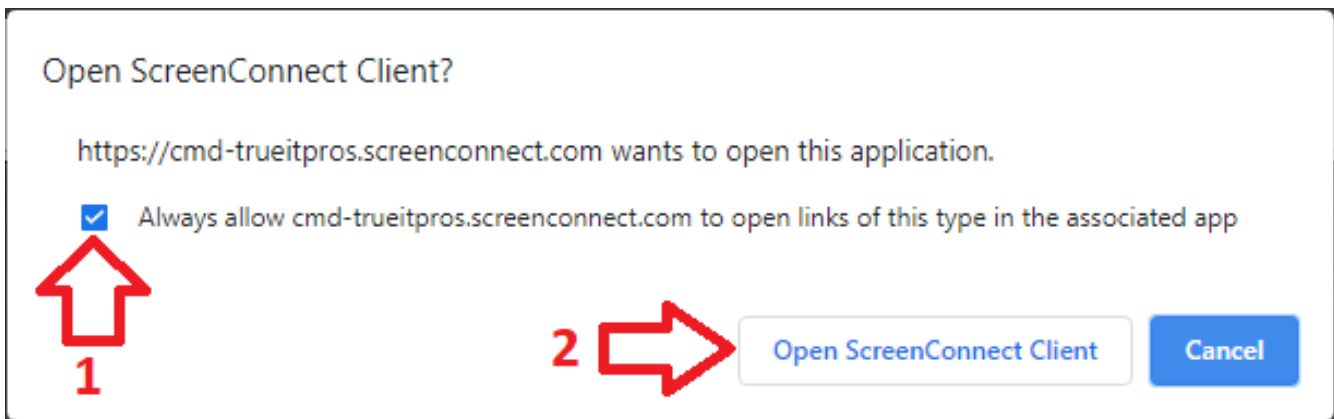 Open ScreenConnect Client?
https://cmd-trueitpros.screenconnect.com wants to open this application.
Always allow cmd-trueitpros.screenconnect.com to open links of this type in the associated app
1
2
Open ScreenConnect Client
Cancel